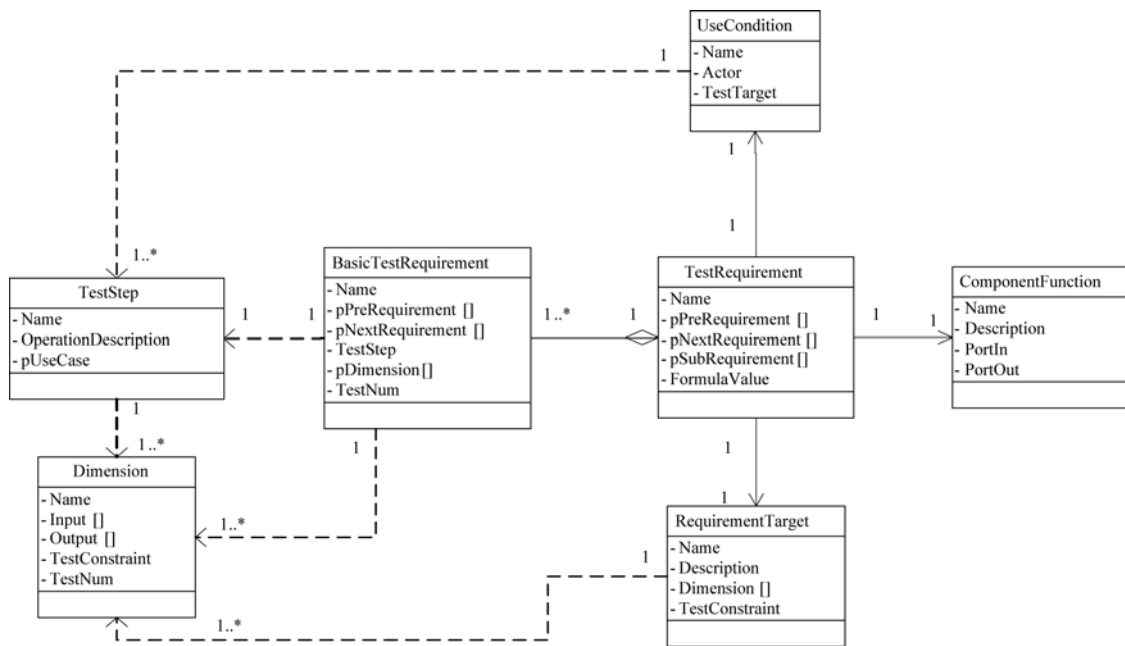 UseCondition
- Name
- Actor
- TestTarget
1
1..*
1
1
TestStep
- Name
- OperationDescription
- pUseCase
1
1
BasicTestRequirement
- Name
- pPreRequirement []
- pNextRequirement []
- TestStep
- pDimension[]
- TestNum
1..*
1
TestRequirement
- Name
- pPreRequirement []
- pNextRequirement []
- pSubRequirement[]
- FormulaValue
1
1
ComponentFunction
- Name
- Description
- PortIn
- PortOut
1
1..*
Dimension
- Name
- Input []
- Output []
- TestConstraint
- TestNum
1
1..*
1
1
RequirementTarget
- Name
- Description
- Dimension []
- TestConstraint
1
1..*